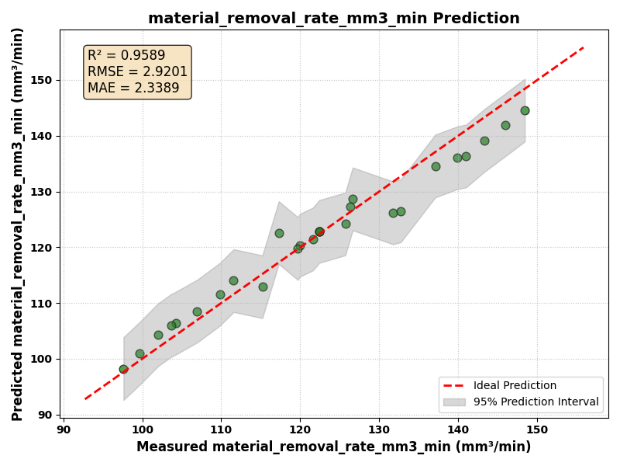 material_removal_rate_mm3_min Prediction
R² = 0.9589
RMSE = 2.9201
MAE = 2.3389
Predicted material_removal_rate_mm3_min (mm³/min)
150
140
130
120
110
100
90
Ideal Prediction
95% Prediction Interval
90 100 110 120 130 140 150
Measured material_removal_rate_mm3_min (mm³/min)